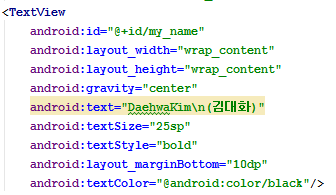 <TextView
android:id="@+id/my_name"
android:layout_width="wrap_content"
android:layout_height="wrap_content"
android:gravity="center"
android:text="DaehwaKim\n(김대화)"
android:textSize="25sp"
android:textStyle="bold"
android:layout_marginBottom="10dp"
android:textColor="@android:color/black"/>